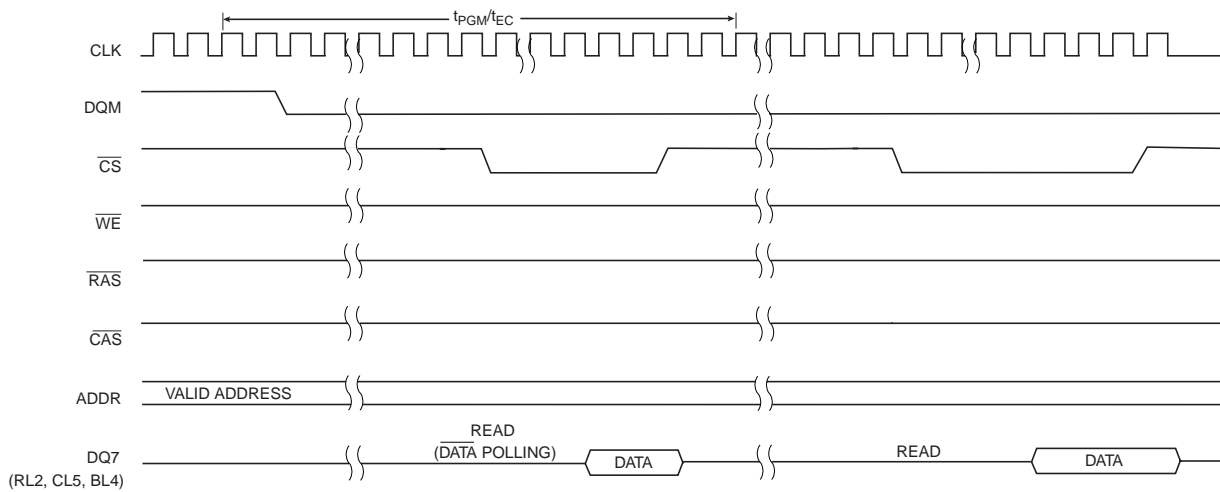 tPGM/tEC
CLK
DQM
CS
WE
RAS
CAS
ADDR VALID ADDRESS
READ
(DATA POLLING)
DQ7 DATA READ DATA
(RL2, CL5, BL4)